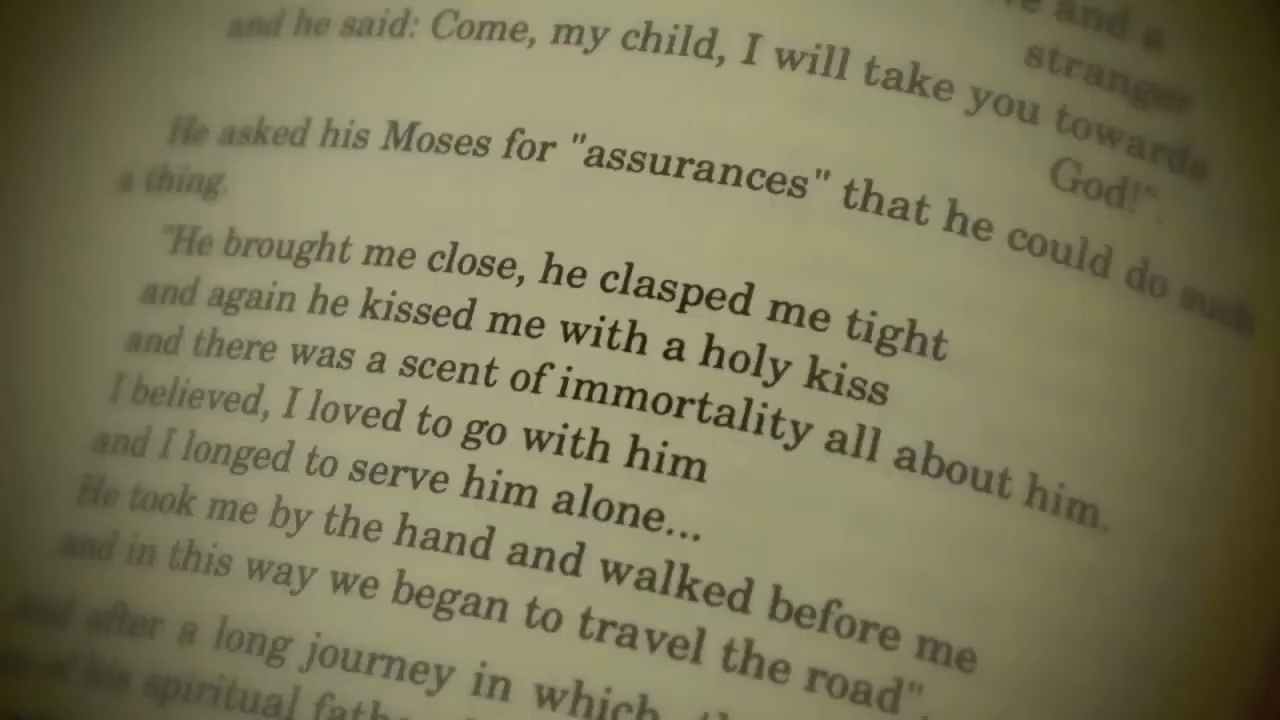 e and a stranger
and he said: Come, my child, I will take you towards
God!".
He asked his Moses for "assurances" that he could do such
a thing.
"He brought me close, he clasped me tight
and again he kissed me with a holy kiss
and there was a scent of immortality all about him.
I believed, I loved to go with him
and I longed to serve him alone...
He took me by the hand and walked before me
and in this way we began to travel the road".
and after a long journey in which
of his spiritual